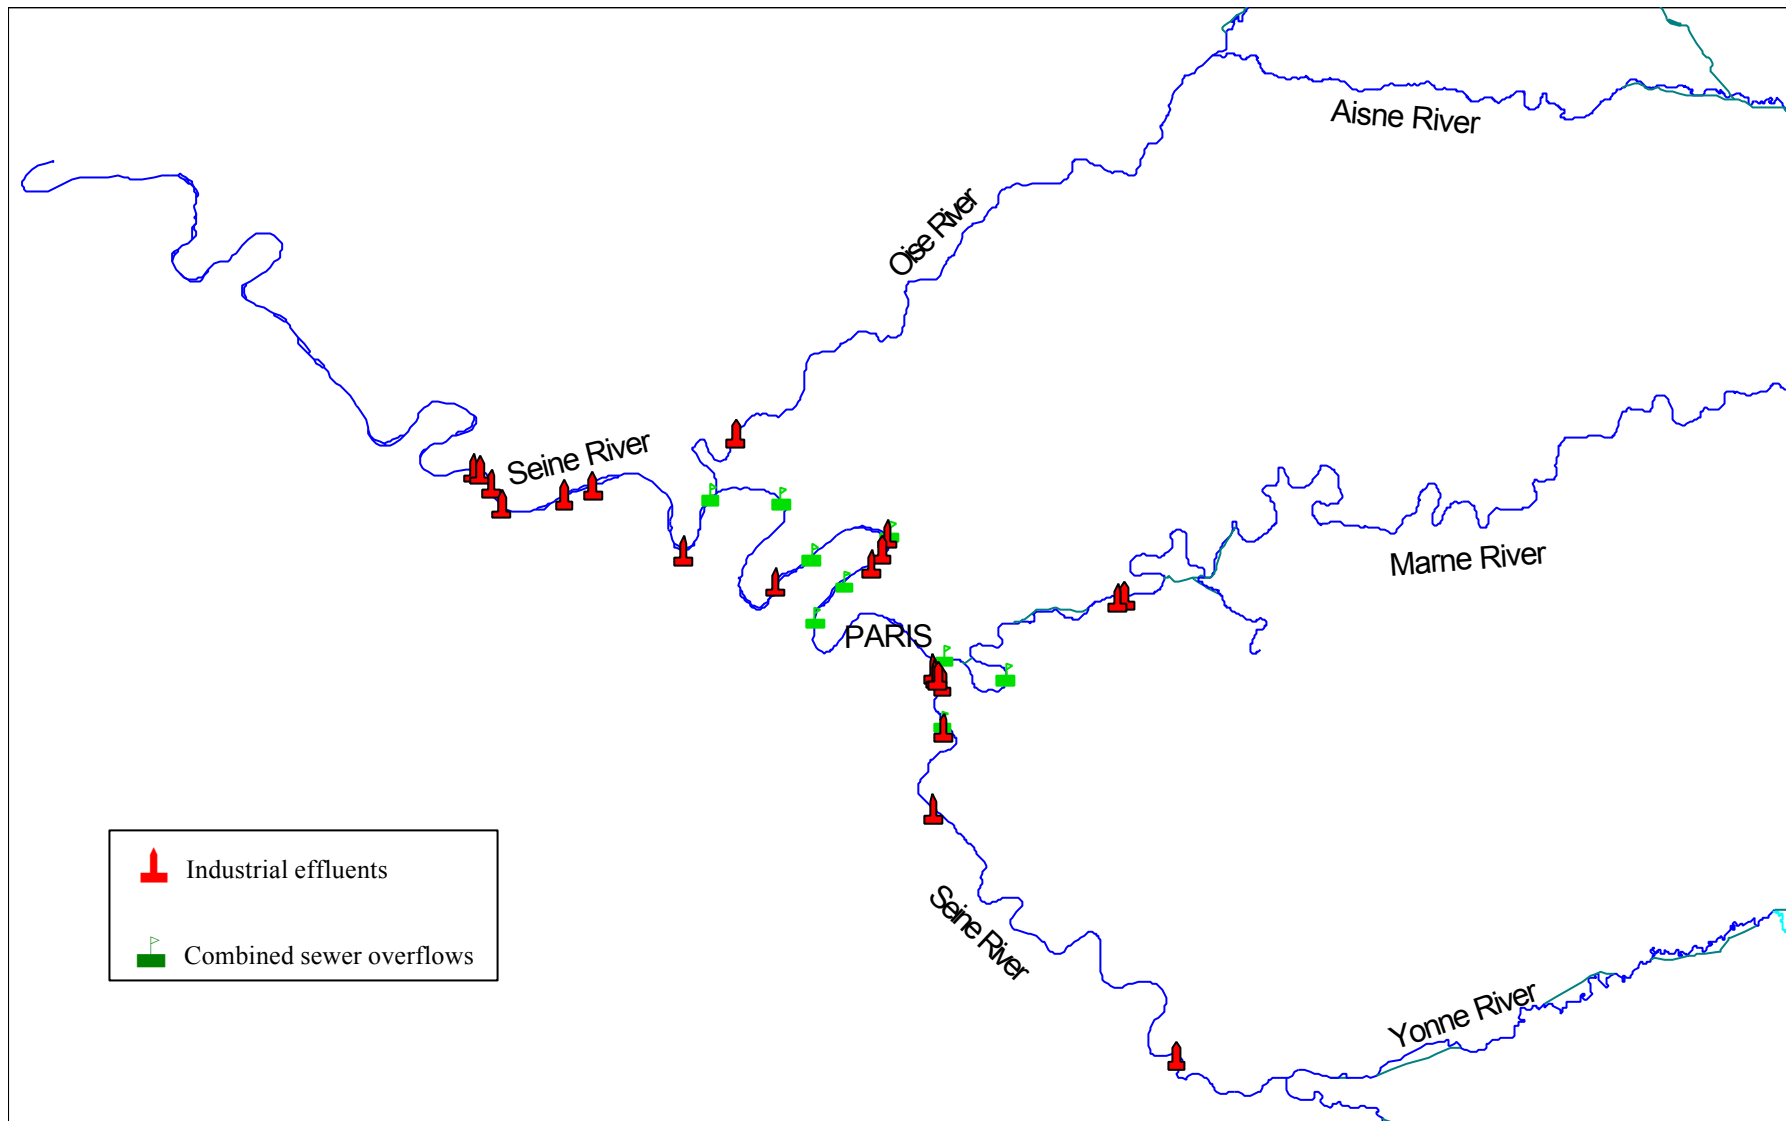 Aisne River
Oise River
Seine River
Marne River
PARIS
Industrial effluents
Seine River
Combined sewer overflows
Yonne River